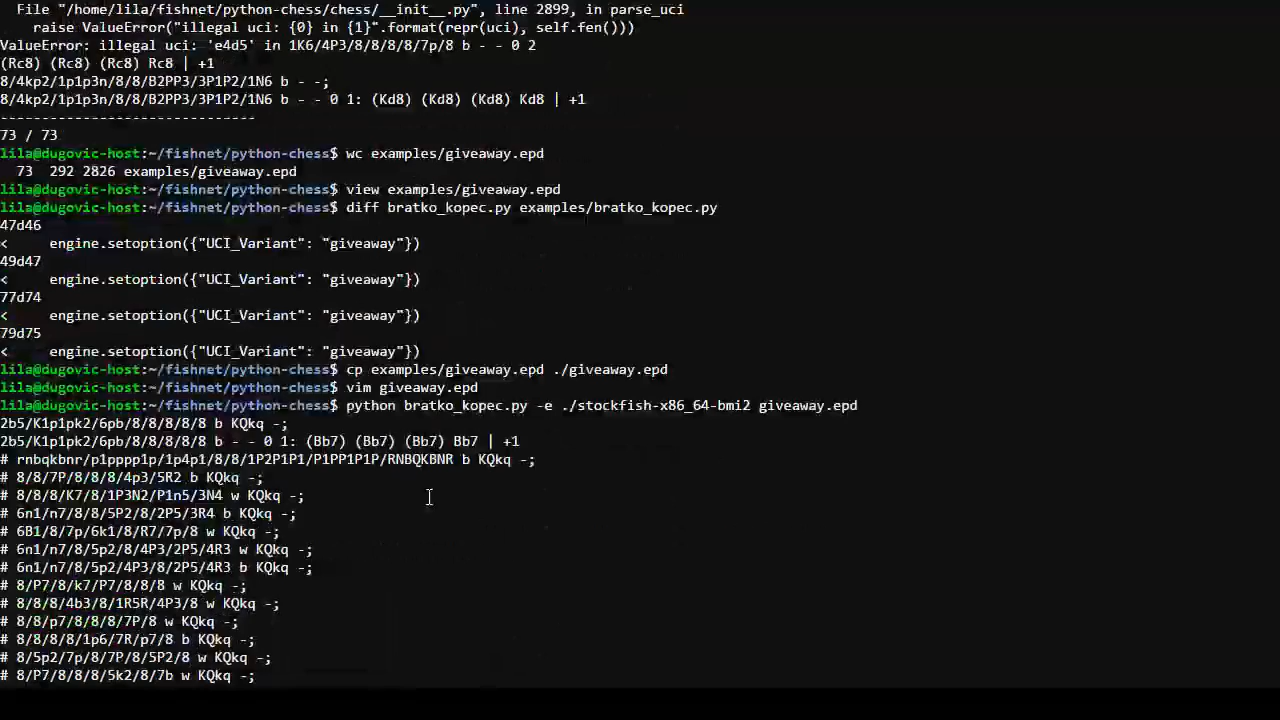 File "/home/lila/fishnet/python-chess/chess/__init__.py", line 2899, in parse_uci
raise ValueError("illegal uci: {0} in {1}".format(repr(uci), self.fen()))
ValueError: illegal uci: 'e4d5' in 1K6/4P3/8/8/8/8/7p/8 b - - 0 2
(Rc8) (Rc8) (Rc8) Rc8 | +1
8/4kp2/1p1p3n/8/8/B2PP3/3P1P2/1N6 b - -;
8/4kp2/1p1p3n/8/8/B2PP3/3P1P2/1N6 b - - 0 1: (Kd8) (Kd8) (Kd8) Kd8 | +1
-------------------------------
73 / 73
lila@dugovic-host:~/fishnet/python-chess$ wc examples/giveaway.epd
73  292 2826 examples/giveaway.epd
lila@dugovic-host:~/fishnet/python-chess$ view examples/giveaway.epd
lila@dugovic-host:~/fishnet/python-chess$ diff bratko_kopec.py examples/bratko_kopec.py
47d46
<     engine.setoption({"UCI_Variant": "giveaway"})
49d47
<     engine.setoption({"UCI_Variant": "giveaway"})
77d74
<     engine.setoption({"UCI_Variant": "giveaway"})
79d75
<     engine.setoption({"UCI_Variant": "giveaway"})
lila@dugovic-host:~/fishnet/python-chess$ cp examples/giveaway.epd ./giveaway.epd
lila@dugovic-host:~/fishnet/python-chess$ vim giveaway.epd
lila@dugovic-host:~/fishnet/python-chess$ python bratko_kopec.py -e ./stockfish-x86_64-bmi2 giveaway.epd
2b5/K1p1pk2/6pb/8/8/8/8/8 b KQkq -;
2b5/K1p1pk2/6pb/8/8/8/8/8 b - - 0 1: (Bb7) (Bb7) (Bb7) Bb7 | +1
# rnbqkbnr/p1pppp1p/1p4p1/8/8/1P2P1P1/P1PP1P1P/RNBQKBNR b KQkq -;
# 8/8/7P/8/8/8/4p3/5R2 b KQkq -;
# 8/8/8/K7/8/1P3N2/P1n5/3N4 w KQkq -;
# 6n1/n7/8/8/5P2/8/2P5/3R4 b KQkq -;
# 6B1/8/7p/6k1/8/R7/7p/8 w KQkq -;
# 6n1/n7/8/5p2/8/4P3/2P5/4R3 w KQkq -;
# 6n1/n7/8/5p2/4P3/8/2P5/4R3 b KQkq -;
# 8/P7/8/k7/P7/8/8/8 w KQkq -;
# 8/8/8/4b3/8/1R5R/4P3/8 w KQkq -;
# 8/8/p7/8/8/8/7P/8 w KQkq -;
# 8/8/8/8/1p6/7R/p7/8 b KQkq -;
# 8/5p2/7p/8/7P/8/5P2/8 w KQkq -;
# 8/P7/8/8/8/5k2/8/7b w KQkq -;